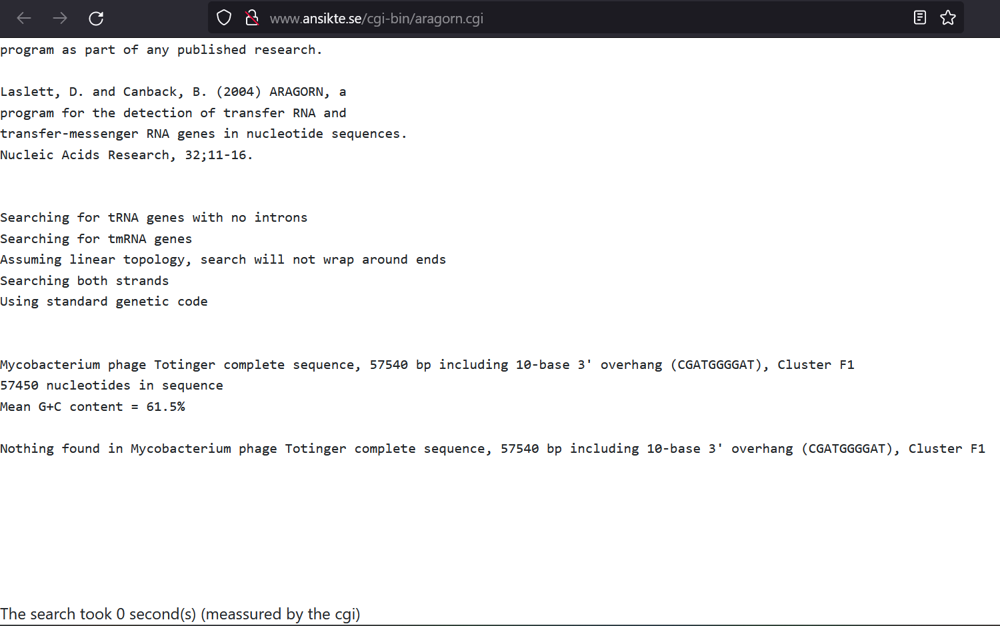 www.ansikte.se/cgi-bin/aragorn.cgi
program as part of any published research.
Laslett, D. and Canback, B. (2004) ARAGORN, a
program for the detection of transfer RNA and
transfer-messenger RNA genes in nucleotide sequences.
Nucleic Acids Research, 32;11-16.
Searching for tRNA genes with no introns
Searching for tmRNA genes
Assuming linear topology, search will not wrap around ends
Searching both strands
Using standard genetic code
Mycobacterium phage Totinger complete sequence, 57540 bp including 10-base 3' overhang (CGATGGGGAT), Cluster F1
57450 nucleotides in sequence
Mean G+C content = 61.5%
Nothing found in Mycobacterium phage Totinger complete sequence, 57540 bp including 10-base 3' overhang (CGATGGGGAT), Cluster F1
The search took 0 second(s) (meassured by the cgi)